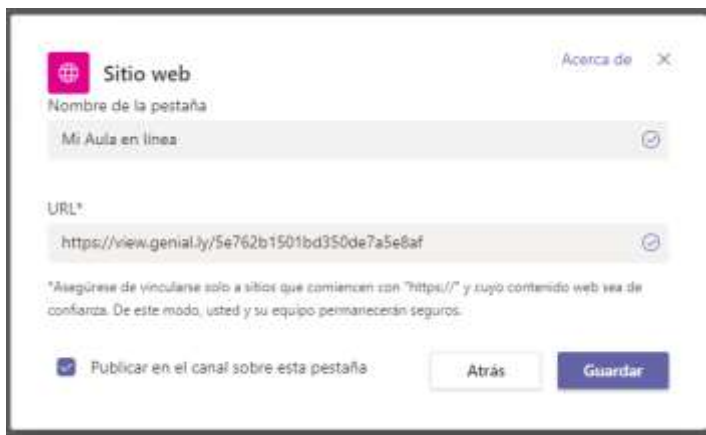 Sitio web
Acerca de
Nombre de la pestaña
Mi Aula en línea
URL*
https://view.genial.ly/5e762b1501bd350de7a5e8af
*Asegúrese de vincularse solo a sitios que comiencen con "https://" y cuyo contenido web sea de
confianza. De este modo, usted y su equipo permanecerán seguros.
Publicar en el canal sobre esta pestaña
Atrás
Guardar